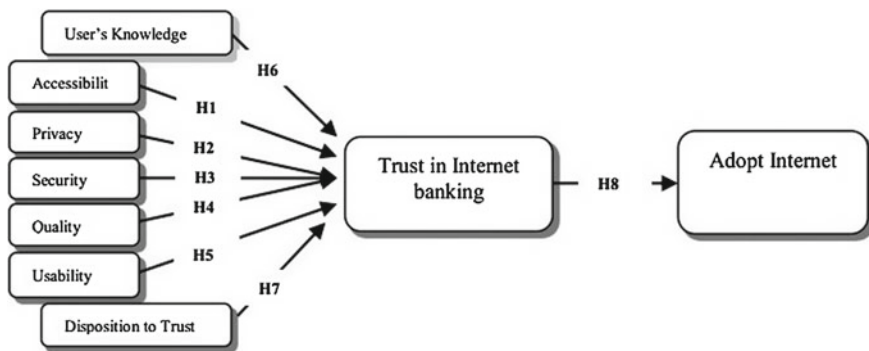 User's Knowledge
H6
Accessibilit
H1
Privacy
H2
Security
H3
Quality
H4
Usability
H5
Disposition to Trust
H7
Trust in Internet
banking
H8
Adopt Internet